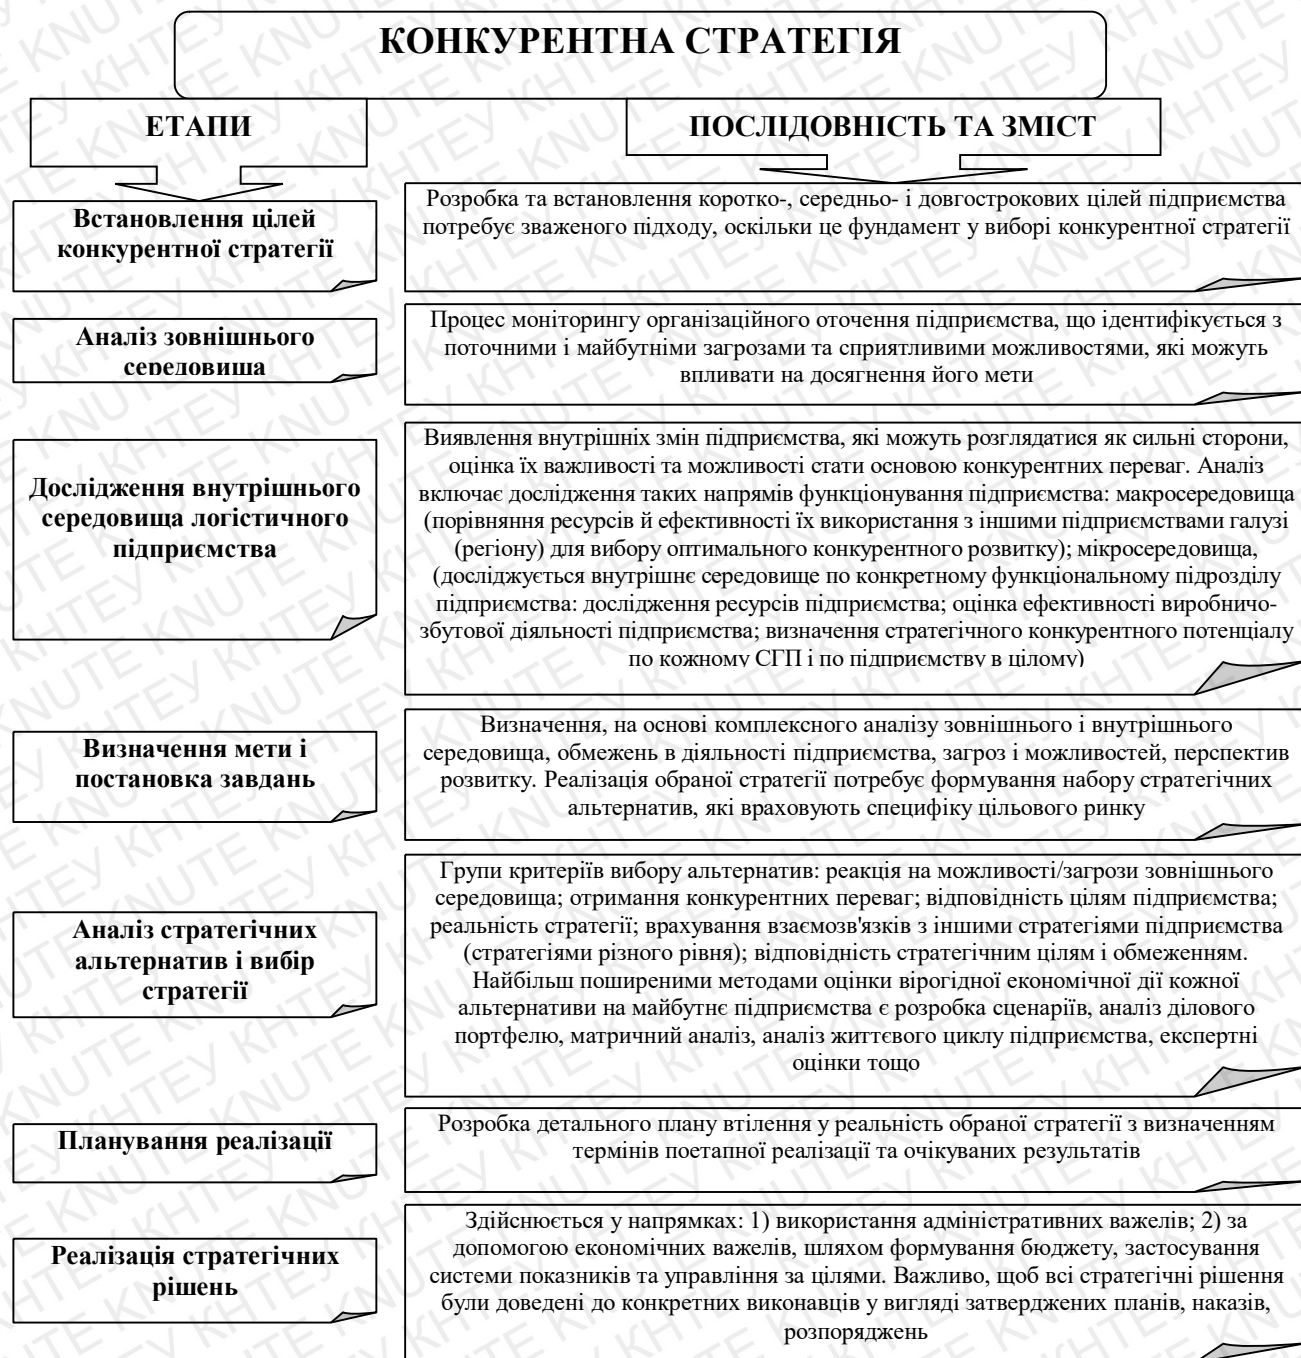 КОНКУРЕНТНА СТРАТЕГІЯ
ЕТАПИ
ПОСЛІДОВНІСТЬ ТА ЗМІСТ
Встановлення цілей
конкурентної стратегії
Розробка та встановлення коротко-, середньо- і довгострокових цілей підприємства
потребує зваженого підходу, оскільки це фундамент у виборі конкурентної стратегії
Аналіз зовнішнього
середовища
Процес моніторингу організаційного оточення підприємства, що ідентифікується з
поточними і майбутніми загрозами та сприятливими можливостями, які можуть
впливати на досягнення його мети
Дослідження внутрішнього
середовища логістичного
підприємства
Виявлення внутрішніх змін підприємства, які можуть розглядатися як сильні сторони,
оцінка їх важливості та можливості стати основою конкурентних переваг. Аналіз
включає дослідження таких напрямів функціонування підприємства: макросередовища
(порівняння ресурсів й ефективності їх використання з іншими підприємствами галузі
(регіону) для вибору оптимального конкурентного розвитку); мікросередовища,
(досліджується внутрішнє середовище по конкретному функціональному підрозділу
підприємства: дослідження ресурсів підприємства; оцінка ефективності виробничо-
збутової діяльності підприємства; визначення стратегічного конкурентного потенціалу
по кожному СГП і по підприємству в цілому)
Визначення мети і
постановка завдань
Визначення, на основі комплексного аналізу зовнішнього і внутрішнього
середовища, обмежень в діяльності підприємства, загроз і можливостей, перспектив
розвитку. Реалізація обраної стратегії потребує формування набору стратегічних
альтернатив, які враховують специфіку цільового ринку
Аналіз стратегічних
альтернатив і вибір
стратегії
Групи критеріїв вибору альтернатив: реакція на можливості/загрози зовнішнього
середовища; отримання конкурентних переваг; відповідність цілям підприємства;
реальність стратегії; врахування взаємозв'язків з іншими стратегіями підприємства
(стратегіями різного рівня); відповідність стратегічним цілям і обмеженням.
Найбільш поширеними методами оцінки вірогідної економічної дії кожної
альтернативи на майбутнє підприємства є розробка сценаріїв, аналіз ділового
портфелю, матричний аналіз, аналіз життєвого циклу підприємства, експертні
оцінки тощо
Планування реалізації
Розробка детального плану втілення у реальність обраної стратегії з визначенням
термінів поетапної реалізації та очікуваних результатів
Реалізація стратегічних
рішень
Здійснюється у напрямках: 1) використання адміністративних важелів; 2) за
допомогою економічних важелів, шляхом формування бюджету, застосування
системи показників та управління за цілями. Важливо, щоб всі стратегічні рішення
були доведені до конкретних виконавців у вигляді затверджених планів, наказів,
розпоряджень